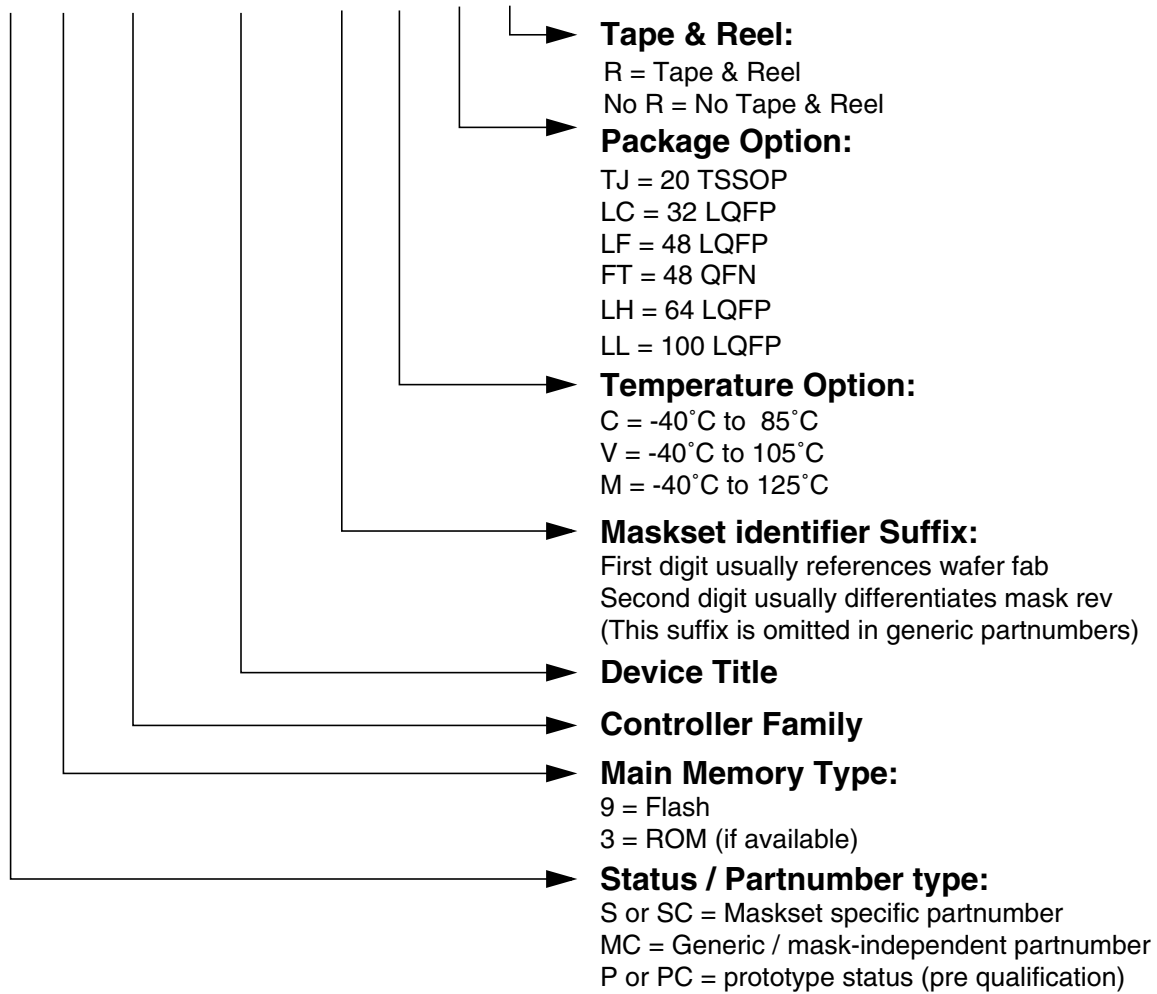 Tape & Reel:
R = Tape & Reel
No R = No Tape & Reel
Package Option:
TJ = 20 TSSOP
LC = 32 LQFP
LF = 48 LQFP
FT = 48 QFN
LH = 64 LQFP
LL = 100 LQFP
Temperature Option:
C = -40˚C to  85˚C
V = -40˚C to 105˚C
M = -40˚C to 125˚C
Maskset identifier Suffix:
First digit usually references wafer fab
Second digit usually differentiates mask rev
(This suffix is omitted in generic partnumbers)
Device Title
Controller Family
Main Memory Type:
9 = Flash
3 = ROM (if available)
Status / Partnumber type:
S or SC = Maskset specific partnumber
MC = Generic / mask-independent partnumber
P or PC = prototype status (pre qualification)